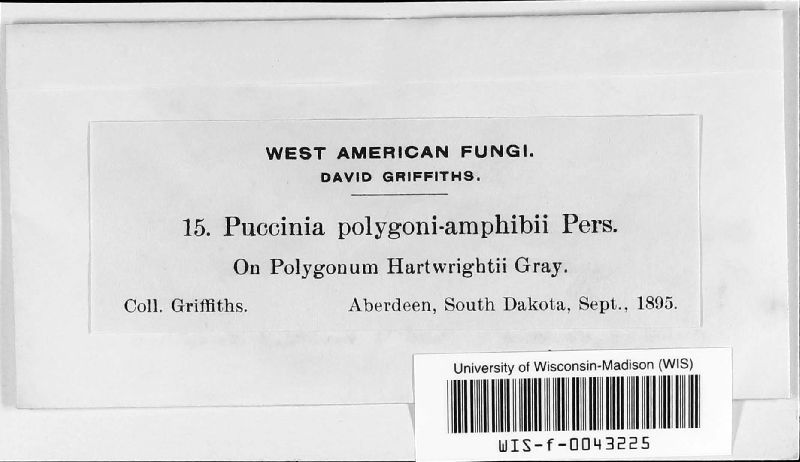 WEST AMERICAN FUNGI.
DAVID GRIFFITHS.
15. Puccinia polygoni-amphibii Pers.
On Polygonum Hartwrightii Gray.
Coll. Griffiths. Aberdeen, South Dakota, Sept., 1895.
University of Wisconsin-Madison (WIS)
WIS-f-0043225